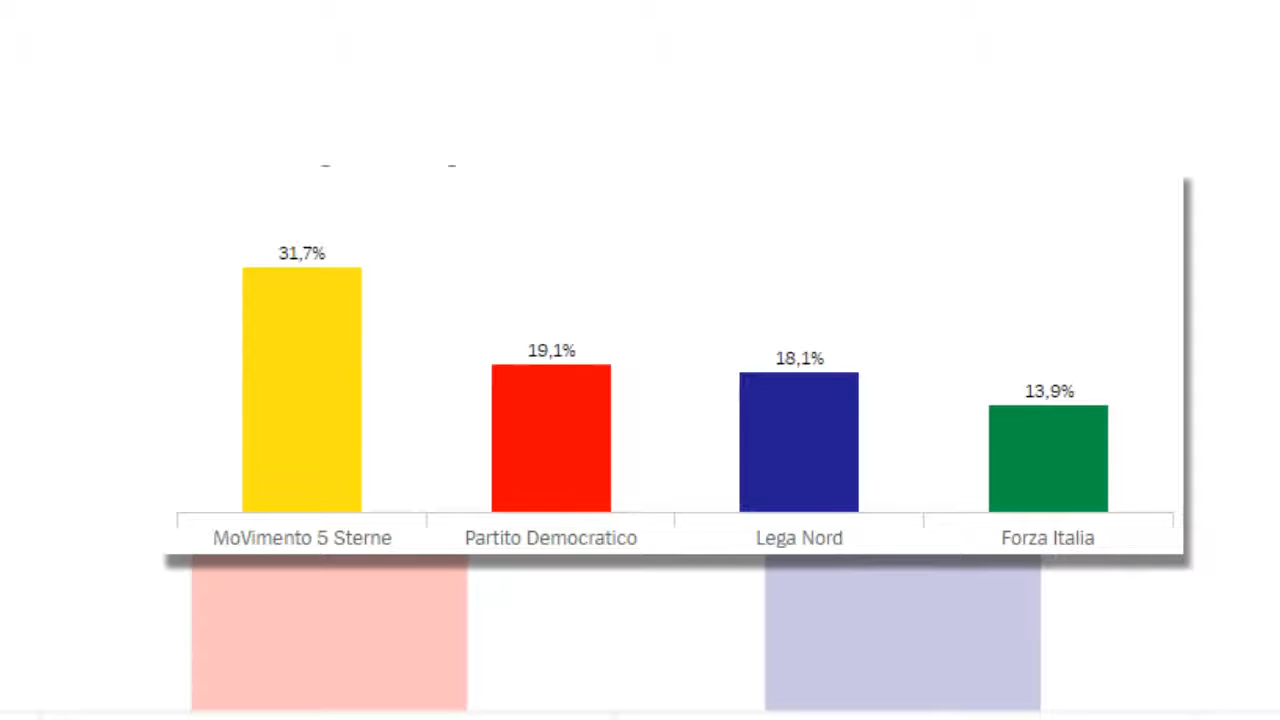 31,7%
19,1%
18,1%
13,9%
MoVimento 5 Sterne
Partito Democratico
Lega Nord
Forza Italia